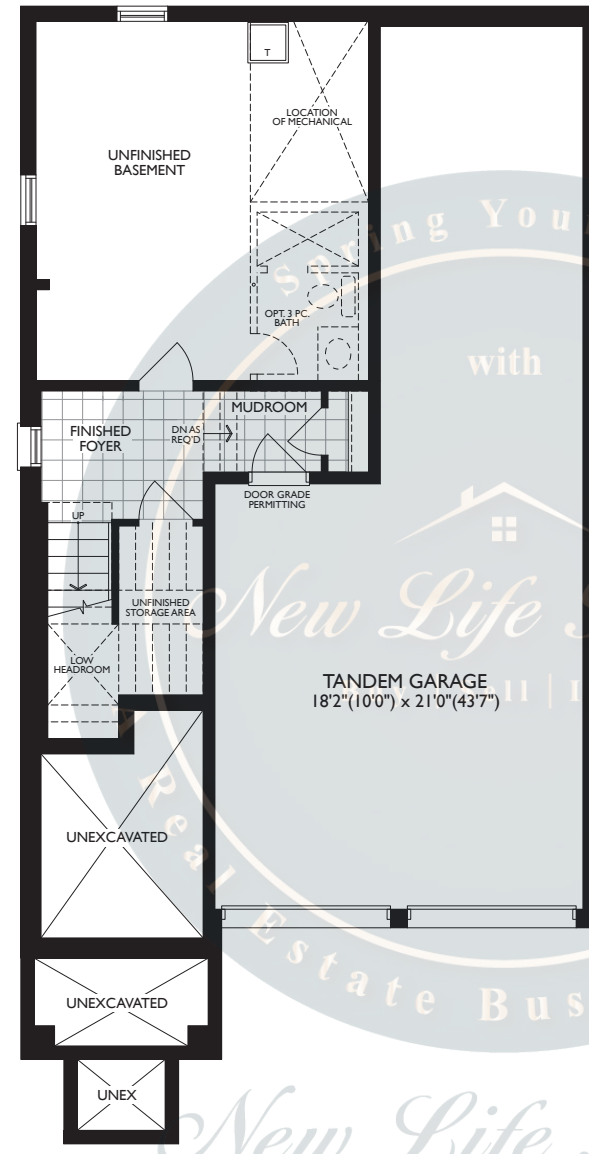 T
LOCATION
OF MECHANICAL
UNFINISHED
BASEMENT
OPT. 3 PC.
BATH
MUDROOM
FINISHED
FOYER
DN AS
REQ'D
DOOR GRADE
PERMITTING
UP
UNFINISHED
STORAGE AREA
LOW
HEADROOM
TANDEM GARAGE
18'2"(10'0") x 21'0"(43'7")
UNEXCAVATED
UNEXCAVATED
UNEX
Spring You
with
New Life
A Real Estate Bus
New Life